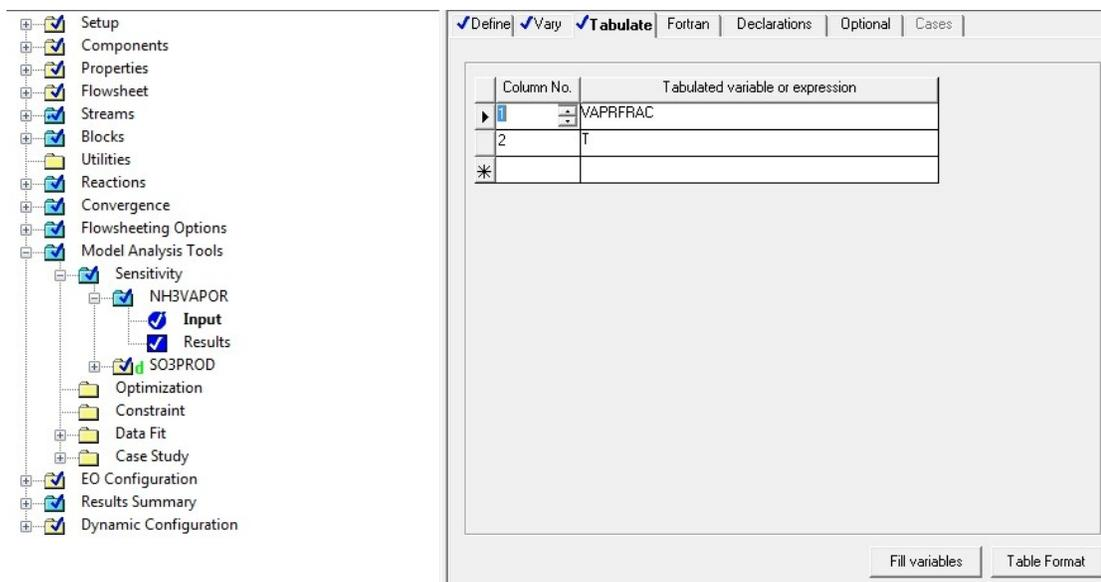 Setup
Components
Properties
Flowsheet
Streams
Blocks
Utilities
Reactions
Convergence
Flowsheeting Options
Model Analysis Tools
Sensitivity
NH3VAPOR
Input
Results
d SO3PROD
Optimization
Constraint
Data Fit
Case Study
EO Configuration
Results Summary
Dynamic Configuration
Define Vary Tabulate Fortran Declarations Optional Cases
Column No. Tabulated variable or expression
1 VAPRFRAC
2 T
Fill variables Table Format